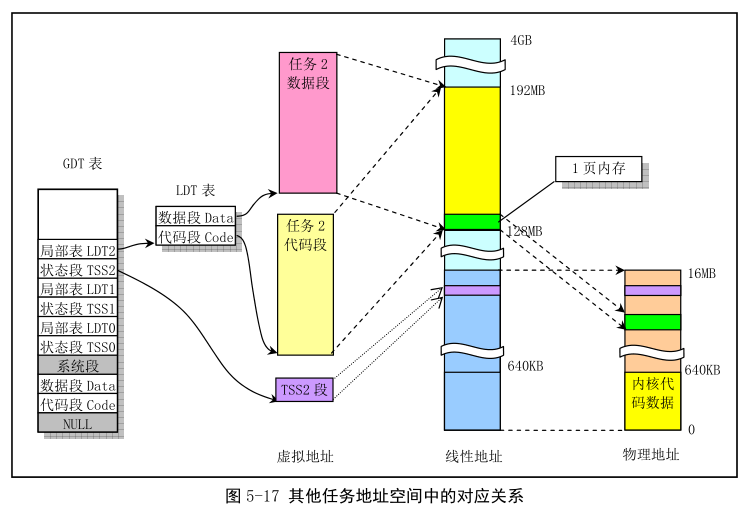 GDT 表
局部表 LDT2
状态段 TSS2
局部表 LDT1
状态段 TSS1
局部表 LDT0
状态段 TSS0
系统段
数据段 Data
代码段 Code
NULL
LDT 表
数据段 Data
代码段 Code
任务 2
数据段
任务 2
代码段
TSS2 段
虚拟地址
4GB
192MB
128MB
640KB
线性地址
1 页内存
16MB
640KB
内核代
码数据
0
物理地址
图 5-17 其他任务地址空间中的对应关系